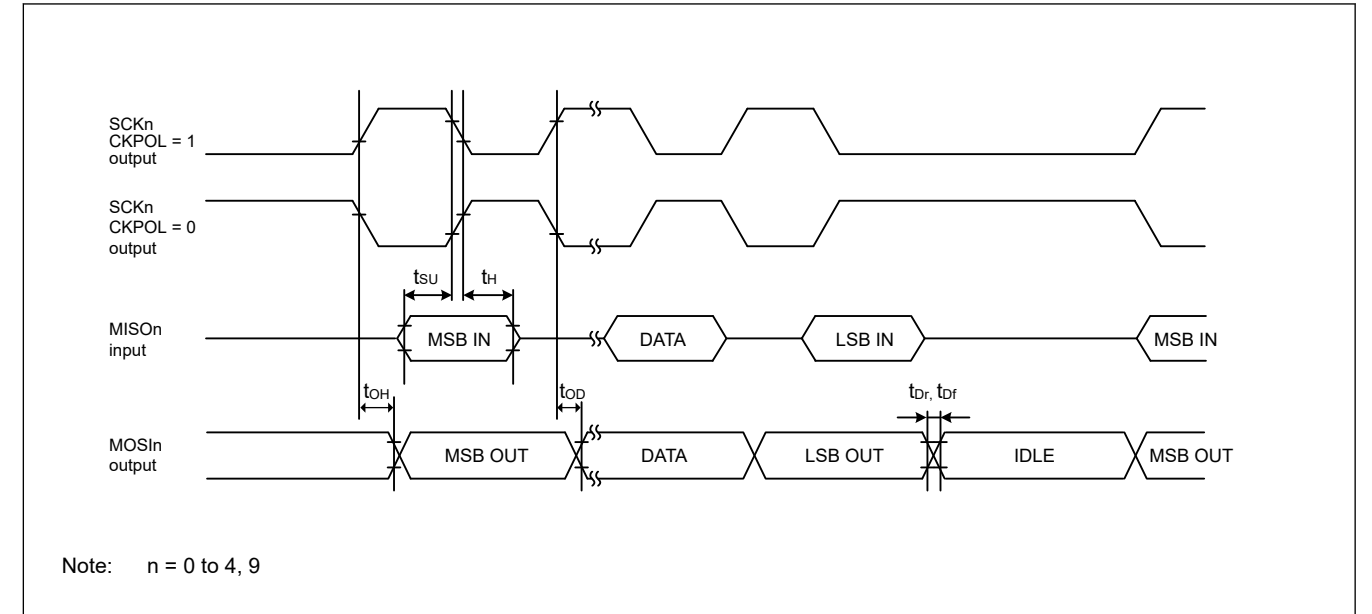 SCKn
CKPOL = 1
output
SCKn
CKPOL = 0
output
tSU
tH
MISOn
input
MSB IN
DATA
LSB IN
MSB IN
tOH
tOD
tDr, tDf
MOSIn
output
MSB OUT
DATA
LSB OUT
IDLE
MSB OUT
Note: n = 0 to 4, 9